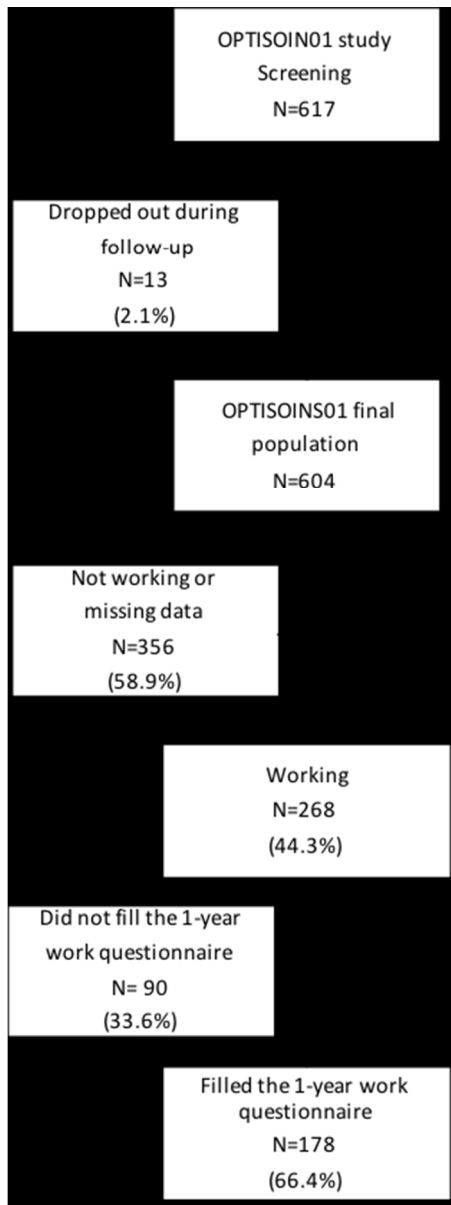 OPTISOIN01 study
Screening
N=617
Dropped out during
follow-up
N=13
(2.1%)
OPTISOINS01 final
population
N=604
Not working or
missing data
N=356
(58.9%)
Working
N=268
(44.3%)
Did not fill the 1-year
work questionnaire
N= 90
(33.6%)
Filled the 1-year work
questionnaire
N=178
(66.4%)